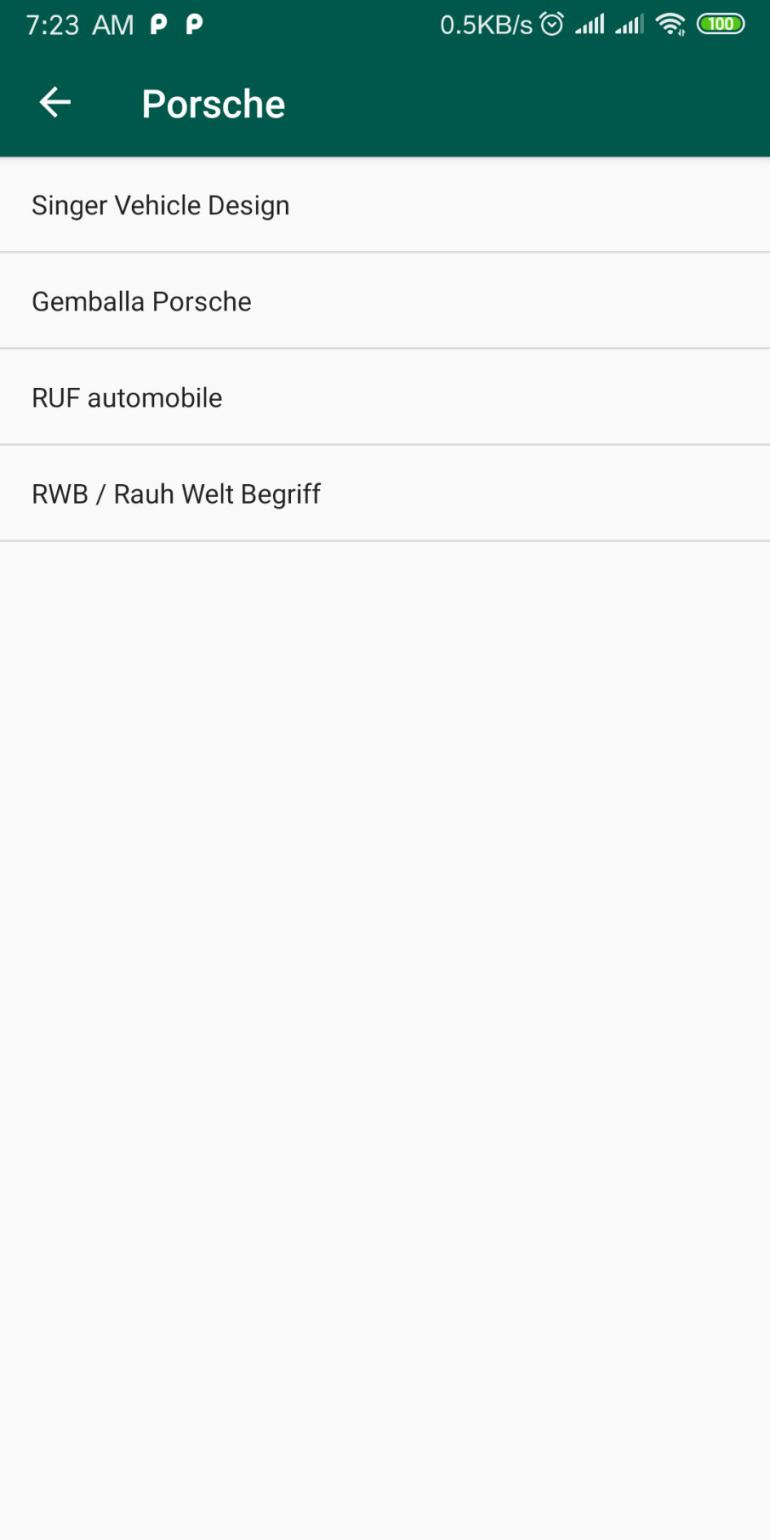 7:23 AM P P 0.5KB/s 100
Porsche
Singer Vehicle Design
Gemballa Porsche
RUF automobile
RWB / Rauh Welt Begriff